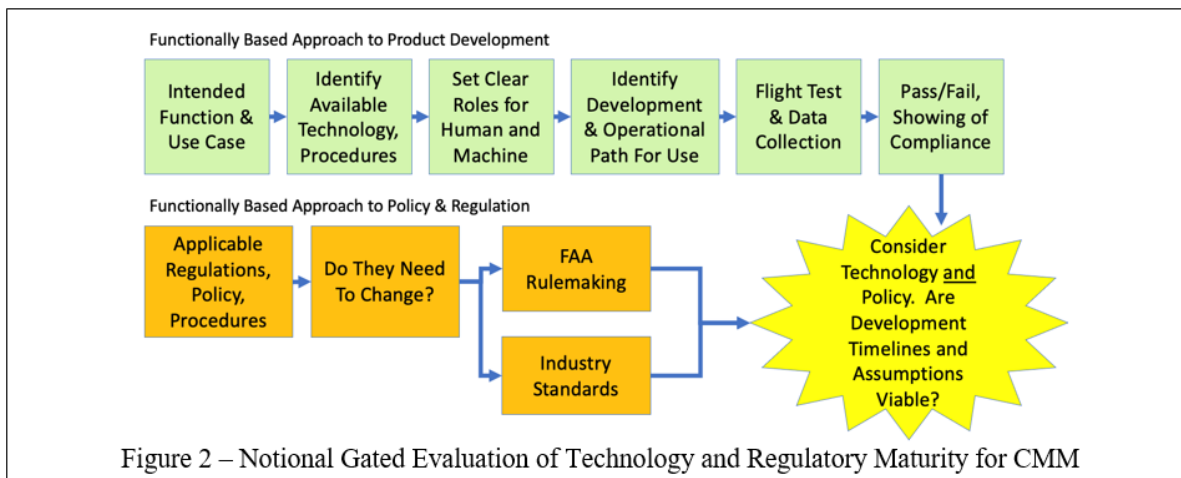 Functionally Based Approach to Product Development
Intended
Function &
Use Case
Identify
Available
Technology,
Procedures
Set Clear
Roles for
Human and
Machine
Identify
Development
& Operational
Path For Use
Flight Test
& Data
Collection
Pass/Fail,
Showing of
Compliance
Functionally Based Approach to Policy & Regulation
Applicable
Regulations,
Policy,
Procedures
Do They Need
To Change?
FAA
Rulemaking
Industry
Standards
Consider
Technology and
Policy.  Are
Development
Timelines and
Assumptions
Viable?
Figure 2 – Notional Gated Evaluation of Technology and Regulatory Maturity for CMM